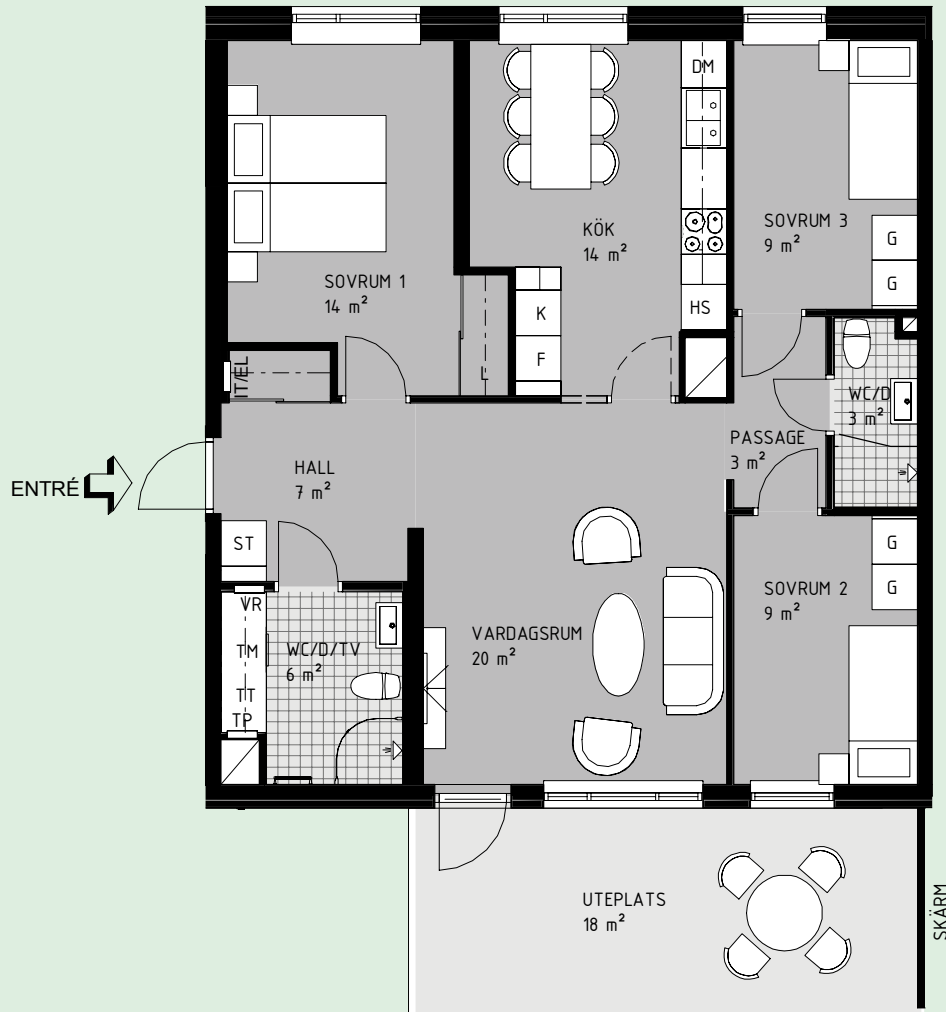 DM
SOVRUM 3
9 m²
KÖK
14 m²
G
SOVRUM 1
14 m²
G
K
HS
F
IT/EL
L
WC/D
3 m²
PASSAGE
3 m²
HALL
7 m²
ENTRÉ
ST
G
G
SOVRUM 2
9 m²
VR
TM
WC/D/TV
6 m²
VARDAGSRUM
20 m²
TT
TP
UTEPLATS
18 m²
SKÄRM